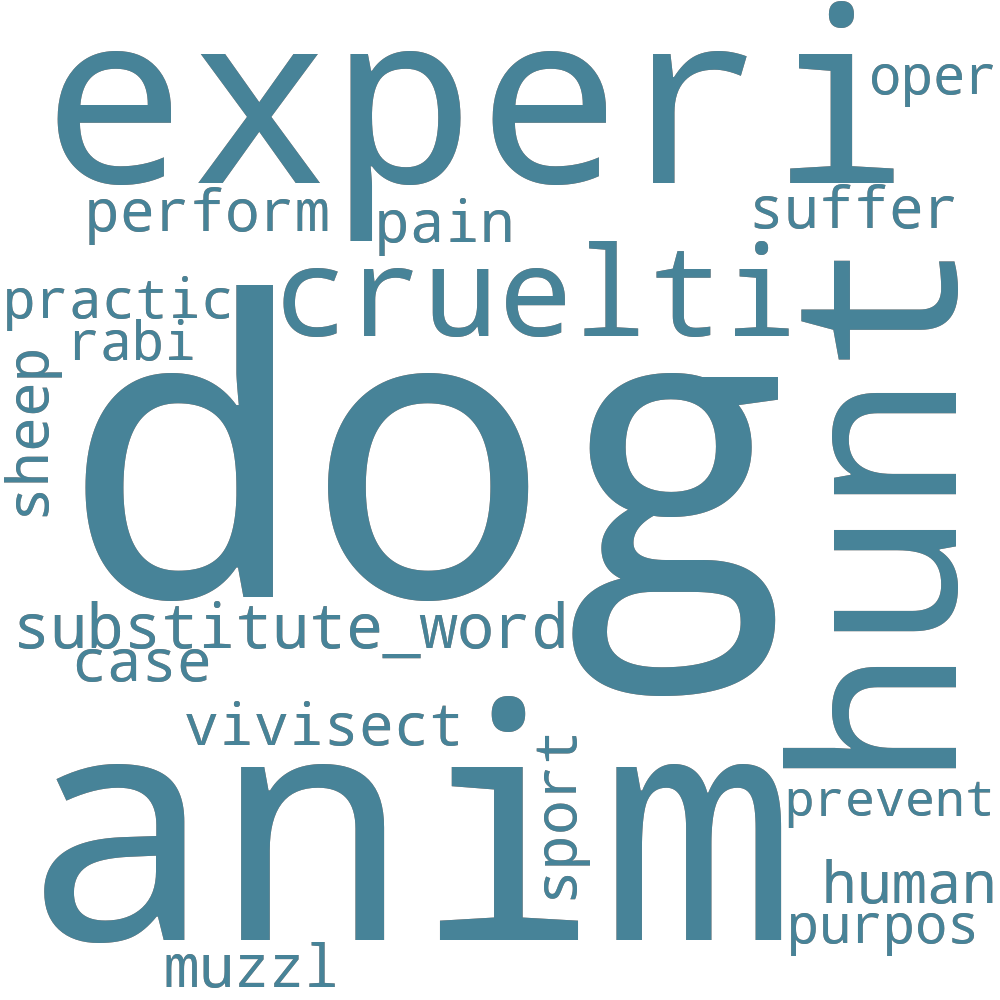 experi
oper
perform
pain
suffer
cruelti
practic
rabi
sheep
dog
hunt
substitute_word
case
vivisect
anim
sport
prevent
human
purpos
muzzl